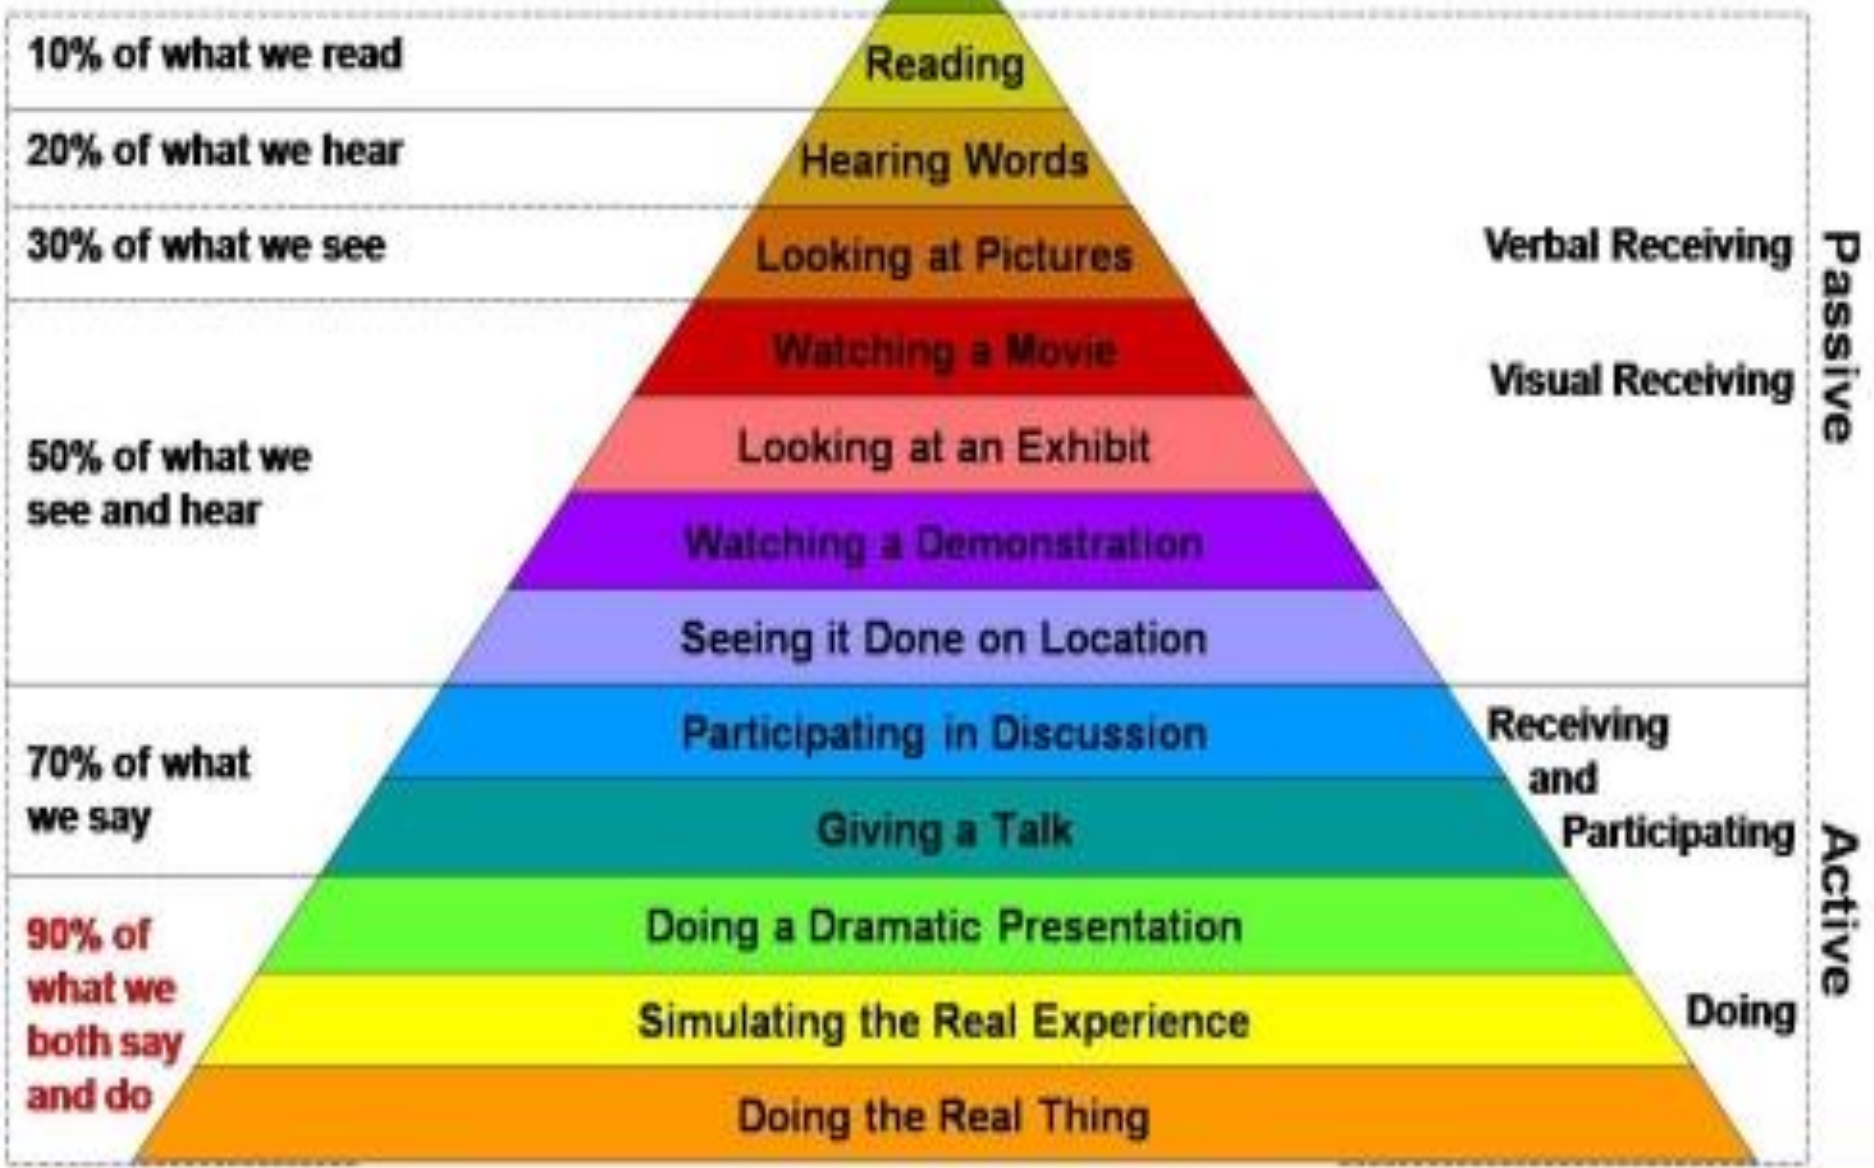 10% of what we read
Reading
20% of what we hear
Hearing Words
30% of what we see
Looking at Pictures
Verbal Receiving
Watching a Movie
Visual Receiving
Passive
50% of what we
see and hear
Looking at an Exhibit
Watching a Demonstration
Seeing it Done on Location
70% of what
we say
Participating in Discussion
Giving a Talk
Receiving
and
Participating
Active
90% of
what we
both say
and do
Doing a Dramatic Presentation
Simulating the Real Experience
Doing
Doing the Real Thing